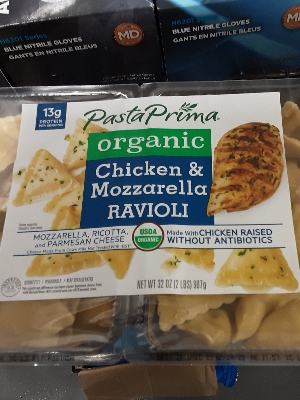 N6201 Series
BLUE NITRILE GLOVES
GANTS EN NITRILE BLEUS
MD
N6201
BLUE NITRILE GLOVES
GANTS EN NITRILE BLEUS
MD
13g
PROTEIN
PER SERVING
PastaPrima
organic
Chicken &
Mozzarella
RAVIOLI
MOZZARELLA, RICOTTA,
and PARMESAN CHEESE
USDA
ORGANIC
Made With CHICKEN RAISED
WITHOUT ANTIBIOTICS
NET WT 32 OZ (2 LBS) 907g